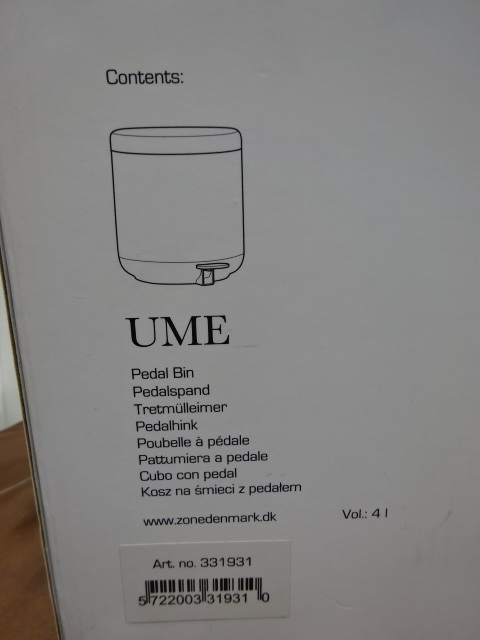 Contents:
UME
Pedal Bin
Pedalspand
Tretmülleimer
Pedalhink
Poubelle à pédale
Pattumiera a pedale
Cubo con pedal
Kosz na śmieci z pedałem
www.zonedenmark.dk
Vol.: 4 l
Art. no. 331931
5 722003 31931 0